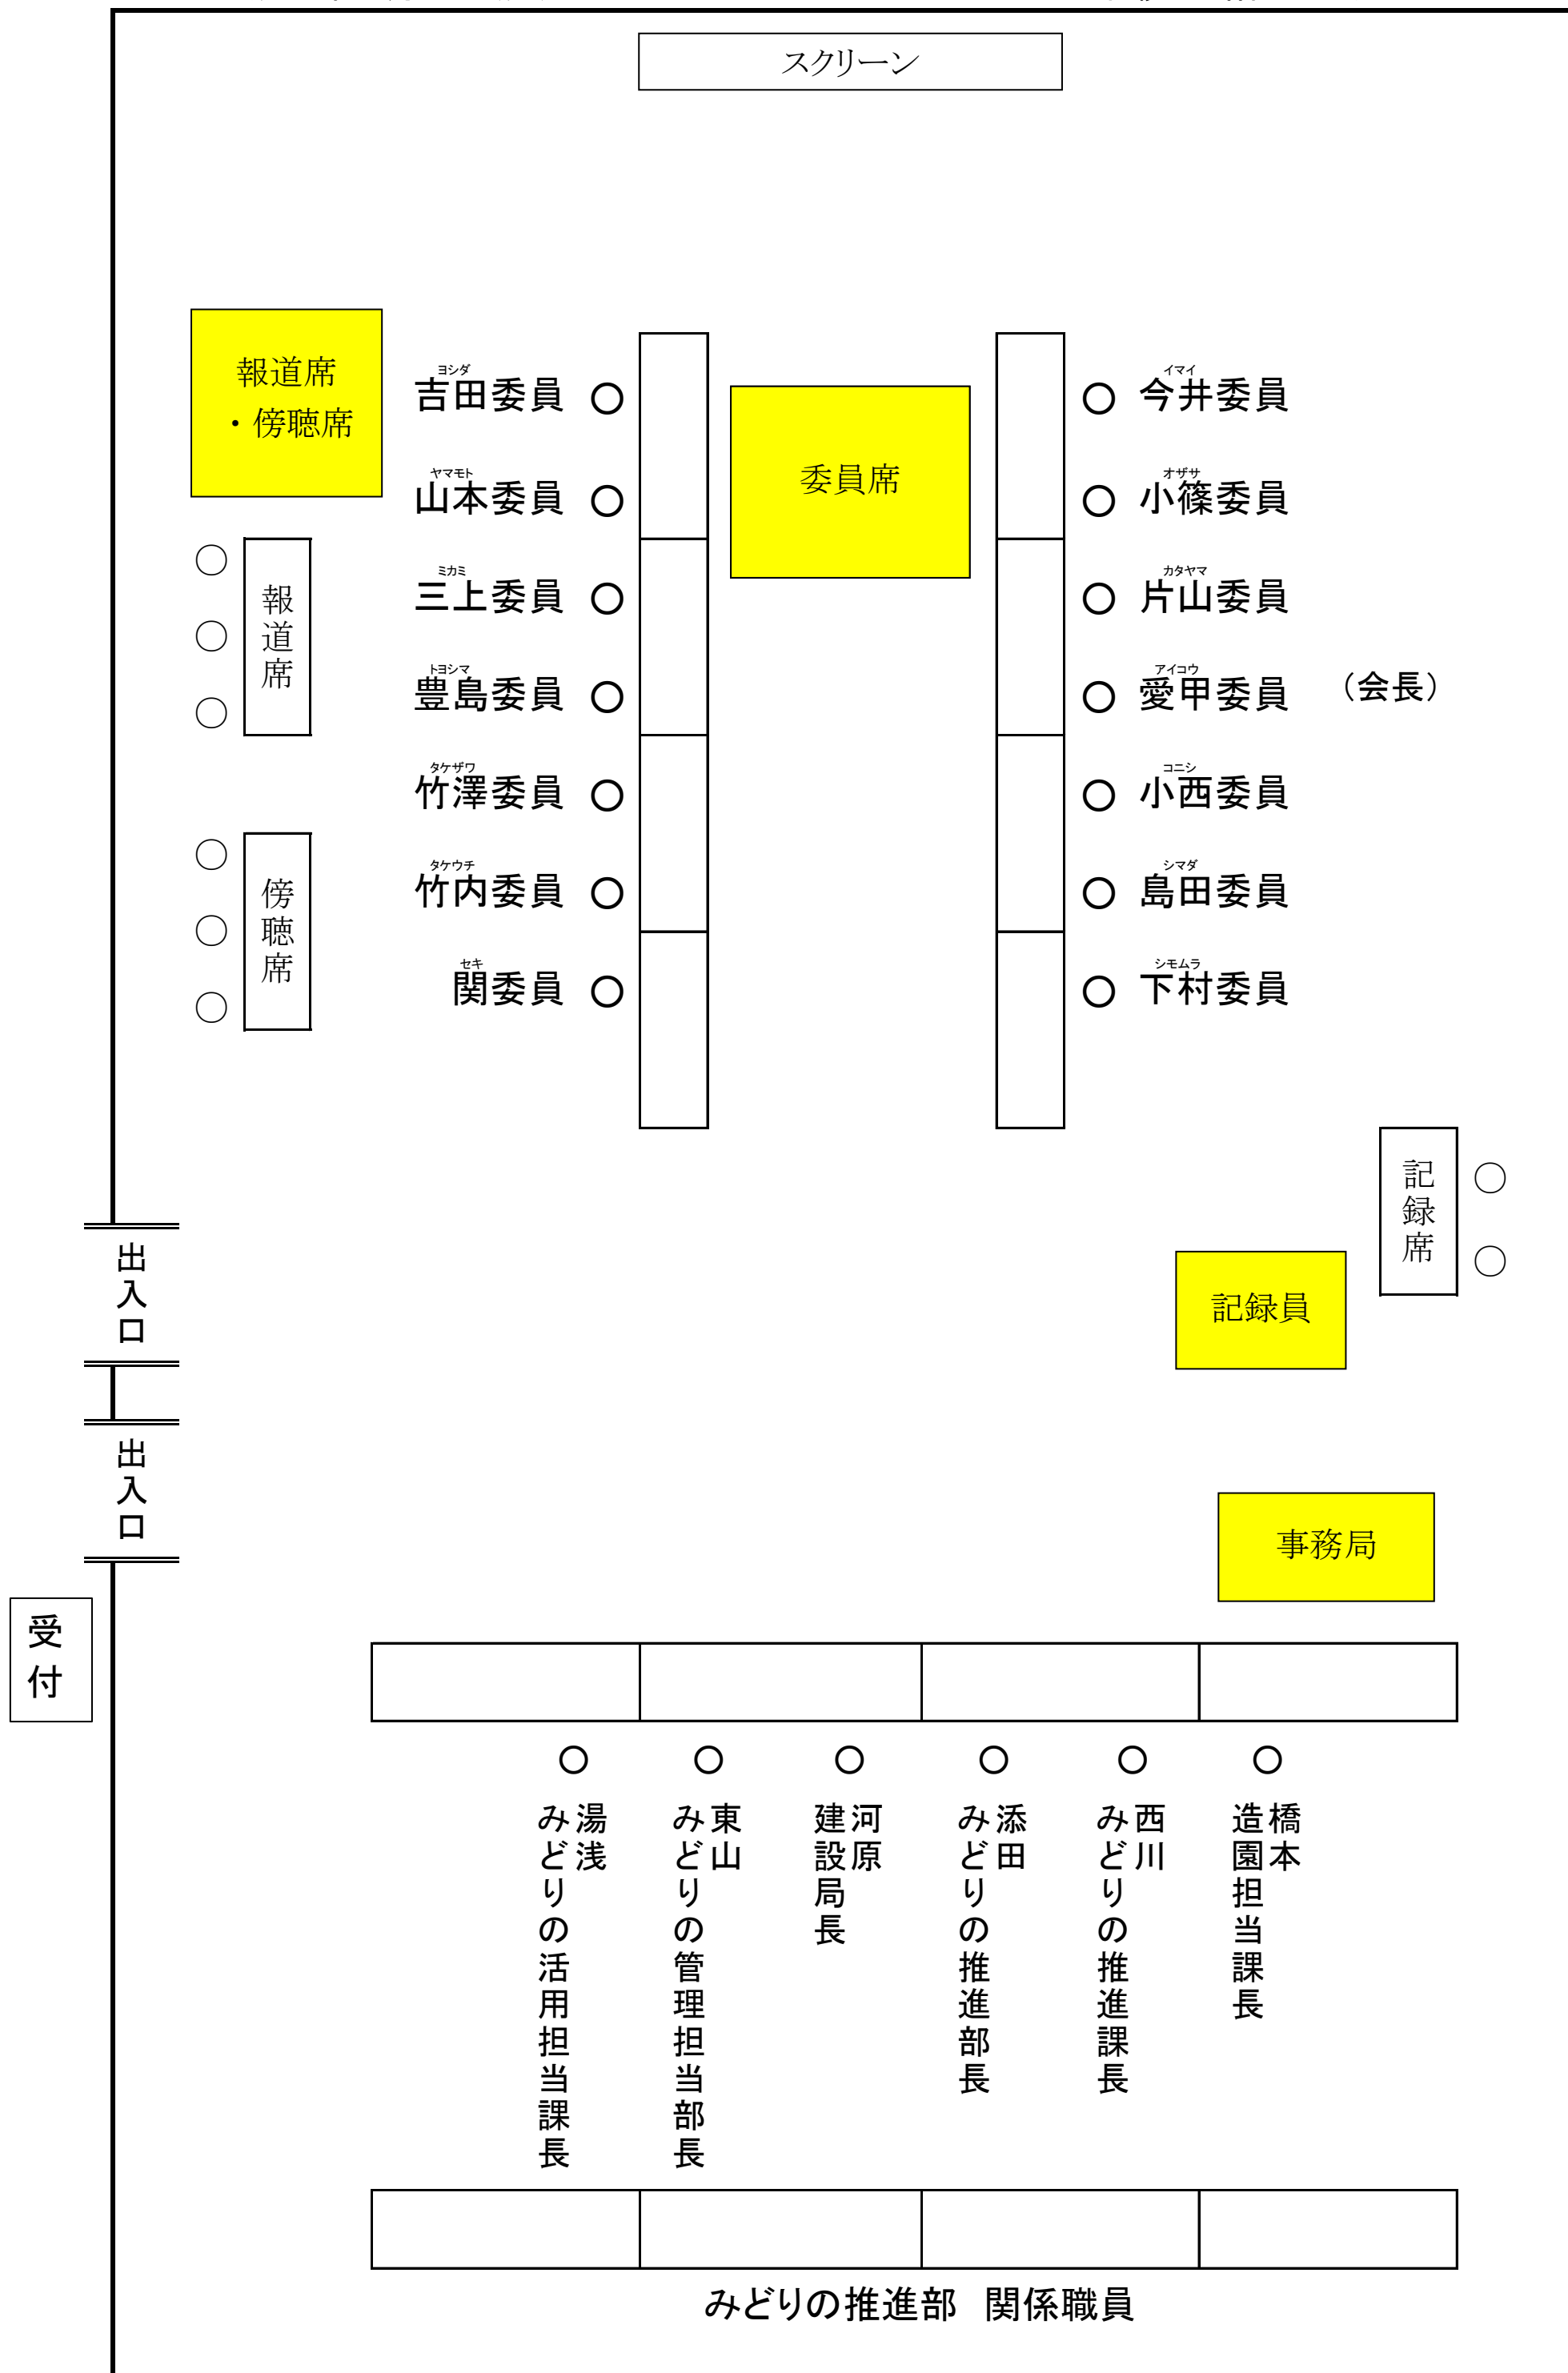 スクリーン
報道席
・傍聴席
委員席
ヨシダ
吉田委員 ○
イマイ
○ 今井委員
ヤマモト
山本委員 ○
オザサ
○ 小篠委員
ミカミ
三上委員 ○
カタヤマ
○ 片山委員
トヨシマ
豊島委員 ○
アイコウ
○ 愛甲委員 （会長）
タケザワ
竹澤委員 ○
コニシ
○ 小西委員
タケウチ
竹内委員 ○
シマダ
○ 島田委員
セキ
関委員 ○
シモムラ
○ 下村委員
報道席
傍聴席
記録席
記録員
出入口
出入口
事務局
受付
橋本
造園担当課長
西川
みどりの推進課長
添田
みどりの推進部長
河原
建設局長
東山
みどりの管理担当部長
湯浅
みどりの活用担当課長
みどりの推進部　関係職員